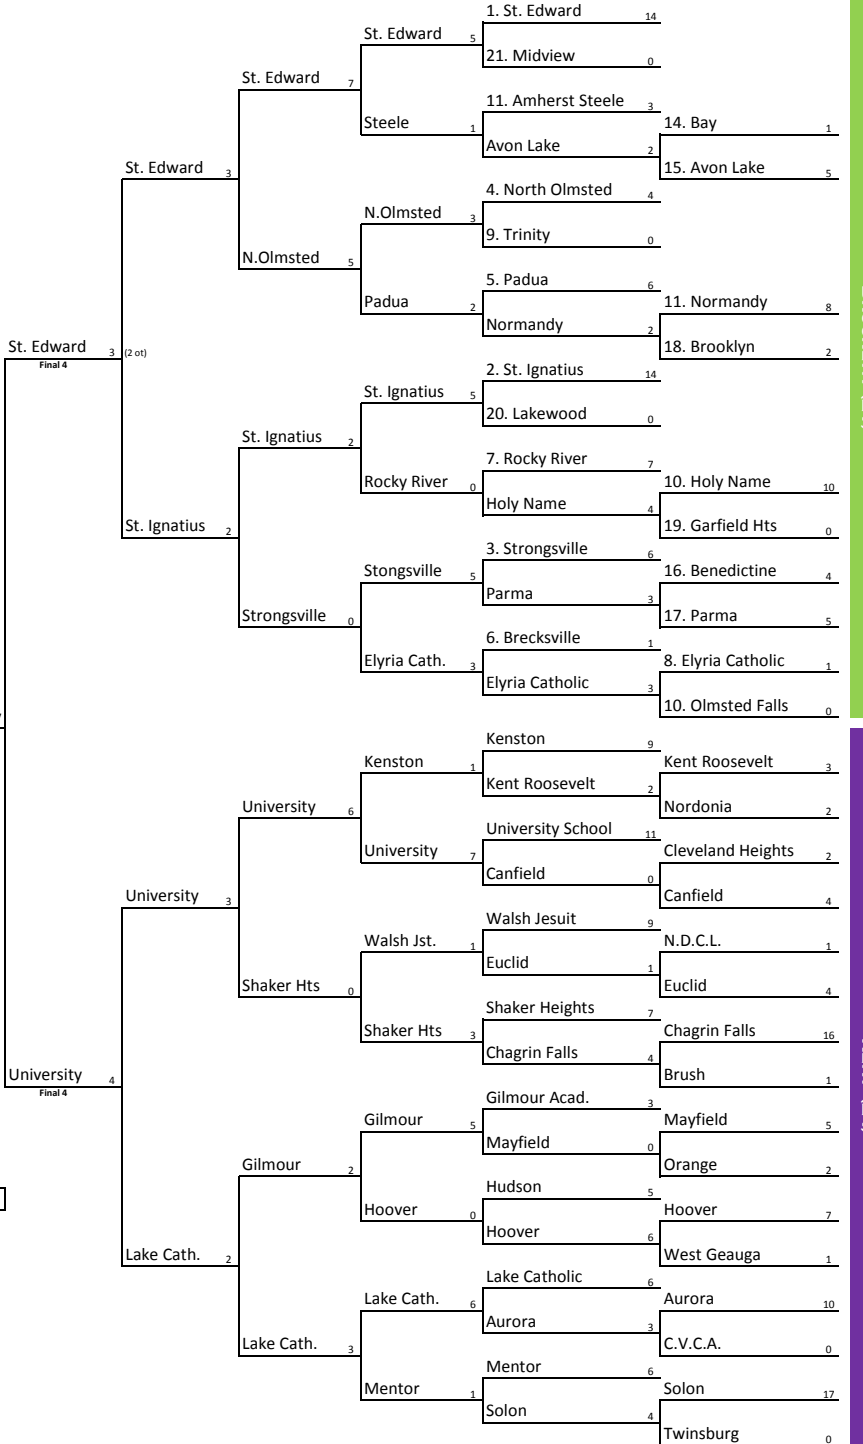 1. St. Edward 14
St. Edward 5
21. Midview 0
St. Edward 7
11. Amherst Steele 3
Steele 1
14. Bay 1
Avon Lake 2
St. Edward 3
15. Avon Lake 5
4. North Olmsted 4
N.Olmsted 3
9. Trinity 0
N.Olmsted 5
5. Padua 6
Padua 2
11. Normandy 8
Normandy 2
St. Edward 3 (2 ot)
18. Brooklyn 2
Final 4
2. St. Ignatius 14
St. Ignatius 5
20. Lakewood 0
St. Ignatius 2
7. Rocky River 7
Rocky River 0
10. Holy Name 10
Holy Name 4
St. Ignatius 2
19. Garfield Hts 0
3. Strongsville 6
Stongsville 5
16. Benedictine 4
Parma 3
Strongsville 0
17. Parma 5
6. Brecksville 1
Elyria Cath. 3
8. Elyria Catholic 1
Elyria Catholic 3
10. Olmsted Falls 0
Kenston 9
Kenston 1
Kent Roosevelt 3
Kent Roosevelt 2
University 6
Nordonia 2
University School 11
University 7
Cleveland Heights 2
Canfield 0
University 3
Canfield 4
Walsh Jesuit 9
Walsh Jst. 1
N.D.C.L. 1
Euclid 1
Shaker Hts 0
Euclid 4
Shaker Heights 7
Shaker Hts 3
Chagrin Falls 16
Chagrin Falls 4
University 4
Brush 1
Final 4
Gilmour Acad. 3
Gilmour 5
Mayfield 5
Mayfield 0
Gilmour 2
Orange 2
Hudson 5
Hoover 0
Hoover 7
Hoover 6
Lake Cath. 2
West Geauga 1
Lake Catholic 6
Lake Cath. 6
Aurora 10
Aurora 3
Lake Cath. 3
C.V.C.A. 0
Mentor 6
Mentor 1
Solon 17
Solon 4
Twinsburg 0